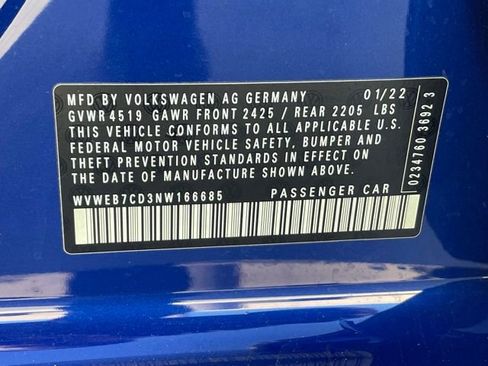 MFD BY VOLKSWAGEN AG GERMANY 01/22
GVWR 4519 GAWR FRONT 2425 / REAR 2205 LBS
THIS VEHICLE CONFORMS TO ALL APPLICABLE U.S.
FEDERAL MOTOR VEHICLE SAFETY, BUMPER AND
THEFT PREVENTION STANDARDS IN EFFECT ON THE
DATE OF MANUFACTURE SHOWN ABOVE.
WVWEB7CD3NW166685 PASSENGER CAR
0234760 3692 3